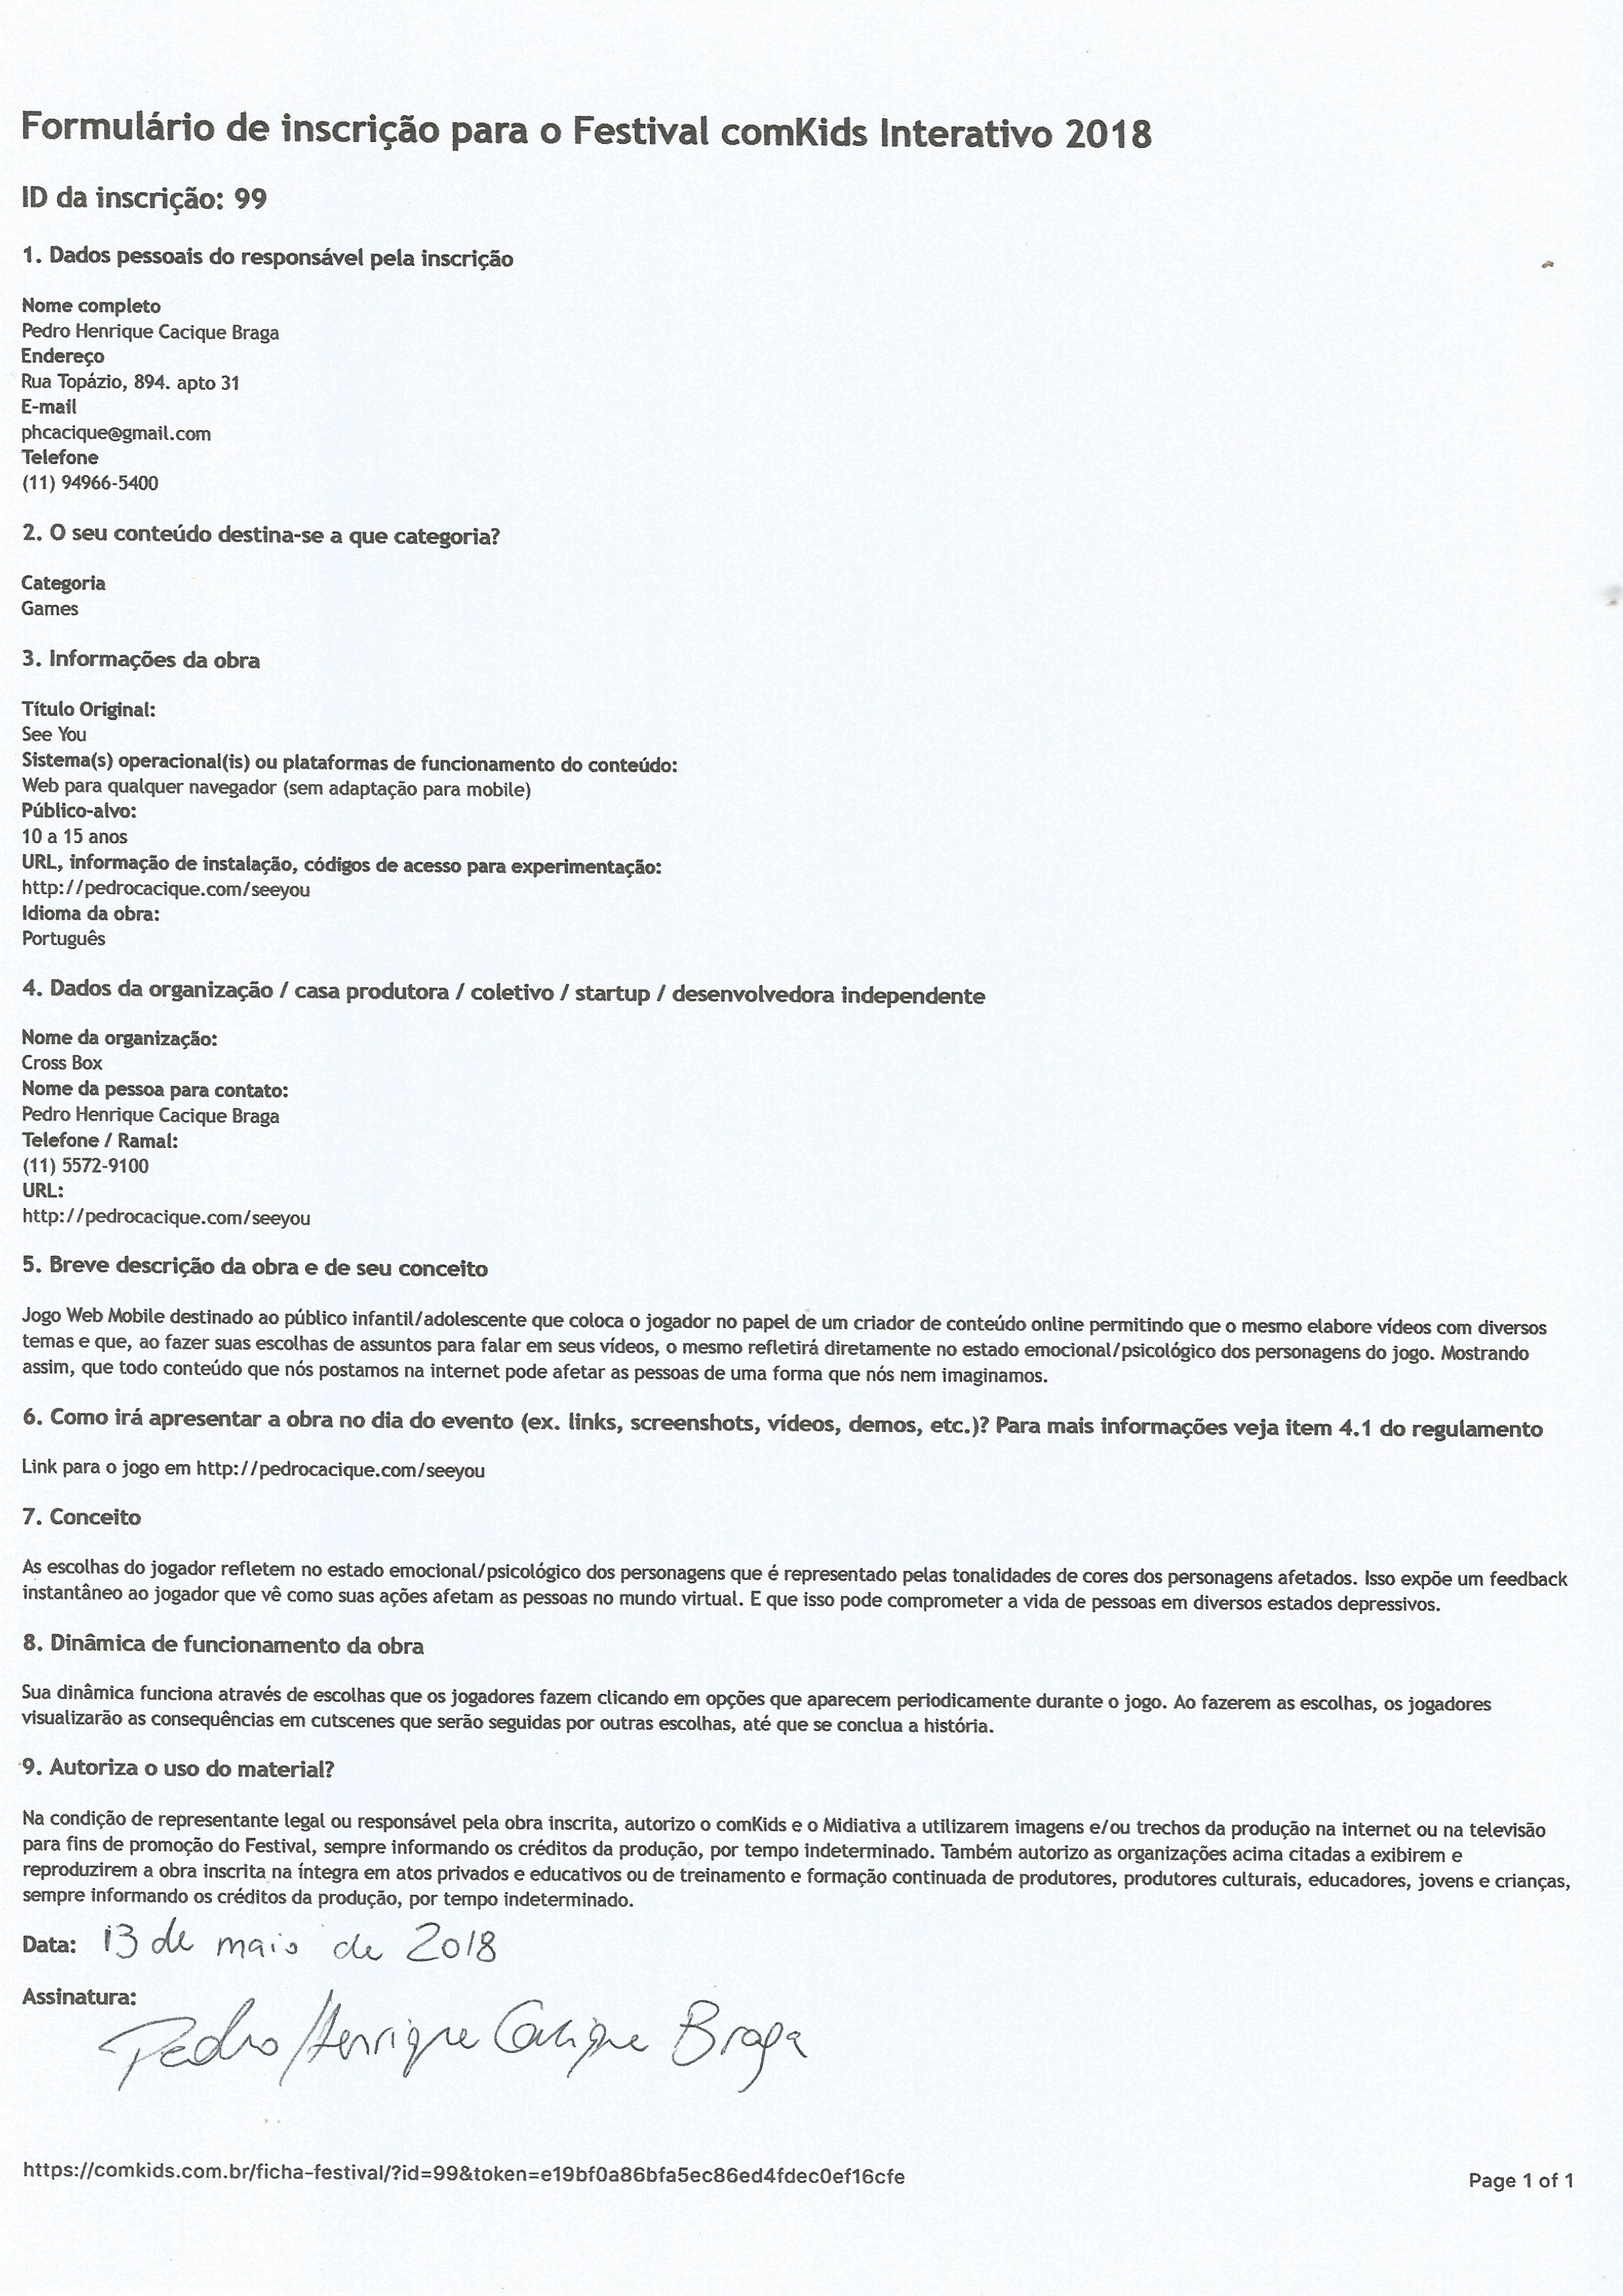 Formulário de inscrição para o Festival comKids Interativo 2018
ID da inscrição: 99
1. Dados pessoais do responsável pela inscrição
Nome completo
Pedro Henrique Cacique Braga
Endereço
Rua Topázio, 894. apto 31
E-mail
phcacique@gmail.com
Telefone
(11) 94966-5400
2. O seu conteúdo destina-se a que categoria?
Categoria
Games
3. Informações da obra
Título Original:
See You
Sistema(s) operacional(is) ou plataformas de funcionamento do conteúdo:
Web para qualquer navegador (sem adaptação para mobile)
Público-alvo:
10 a 15 anos
URL, informação de instalação, códigos de acesso para experimentação:
http://pedrocacique.com/seeyou
Idioma da obra:
Português
4. Dados da organização / casa produtora / coletivo / startup / desenvolvedora independente
Nome da organização:
Cross Box
Nome da pessoa para contato:
Pedro Henrique Cacique Braga
Telefone / Ramal:
(11) 5572-9100
URL:
http://pedrocacique.com/seeyou
5. Breve descrição da obra e de seu conceito
Jogo Web Mobile destinado ao público infantil/adolescente que coloca o jogador no papel de um criador de conteúdo online permitindo que o mesmo elabore vídeos com diversos
temas e que, ao fazer suas escolhas de assuntos para falar em seus vídeos, o mesmo refletirá diretamente no estado emocional/psicológico dos personagens do jogo. Mostrando
assim, que todo conteúdo que nós postamos na internet pode afetar as pessoas de uma forma que nós nem imaginamos.
6. Como irá apresentar a obra no dia do evento (ex. links, screenshots, vídeos, demos, etc.)? Para mais informações veja item 4.1 do regulamento
Link para o jogo em http://pedrocacique.com/seeyou
7. Conceito
As escolhas do jogador refletem no estado emocional/psicológico dos personagens que é representado pelas tonalidades de cores dos personagens afetados. Isso expõe um feedback
instantâneo ao jogador que vê como suas ações afetam as pessoas no mundo virtual. E que isso pode comprometer a vida de pessoas em diversos estados depressivos.
8. Dinâmica de funcionamento da obra
Sua dinâmica funciona através de escolhas que os jogadores fazem clicando em opções que aparecem periodicamente durante o jogo. Ao fazerem as escolhas, os jogadores
visualizarão as consequências em cutscenes que serão seguidas por outras escolhas, até que se conclua a história.
9. Autoriza o uso do material?
Na condição de representante legal ou responsável pela obra inscrita, autorizo o comKids e o Midiativa a utilizarem imagens e/ou trechos da produção na internet ou na televisão
para fins de promoção do Festival, sempre informando os créditos da produção, por tempo indeterminado. Também autorizo as organizações acima citadas a exibirem e
reproduzirem a obra inscrita na íntegra em atos privados e educativos ou de treinamento e formação continuada de produtores, produtores culturais, educadores, jovens e crianças,
sempre informando os créditos da produção, por tempo indeterminado.
Data: 13 de maio de 2018
Assinatura:
Pedro Henrique Cacique Braga
https://comkids.com.br/ficha-festival/?id=99&token=e19bf0a86bfa5ec86ed4fdec0ef16cfe
Page 1 of 1